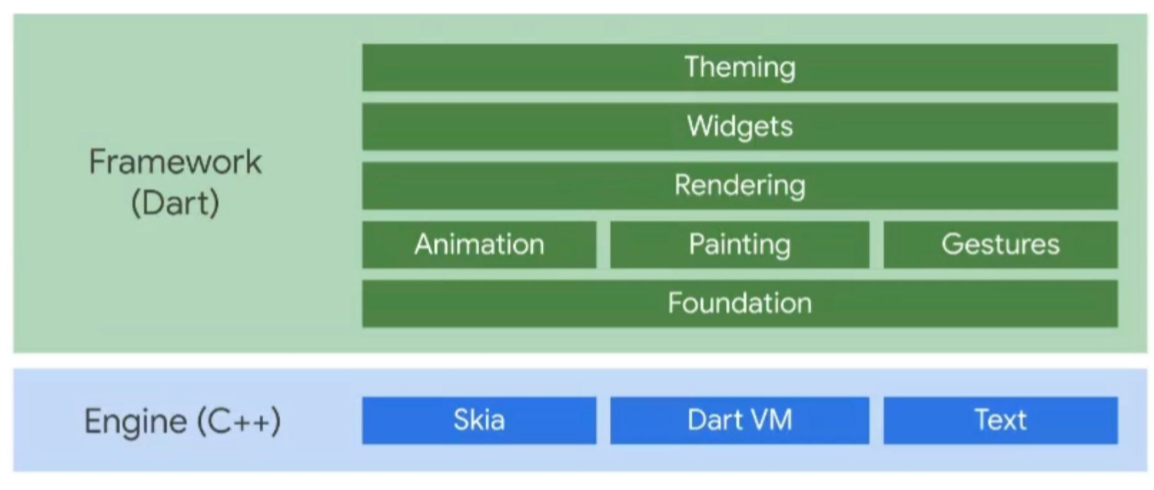 Theming
Widgets
Framework
(Dart)
Rendering
Animation
Painting
Gestures
Foundation
Engine (C++)
Skia
Dart VM
Text